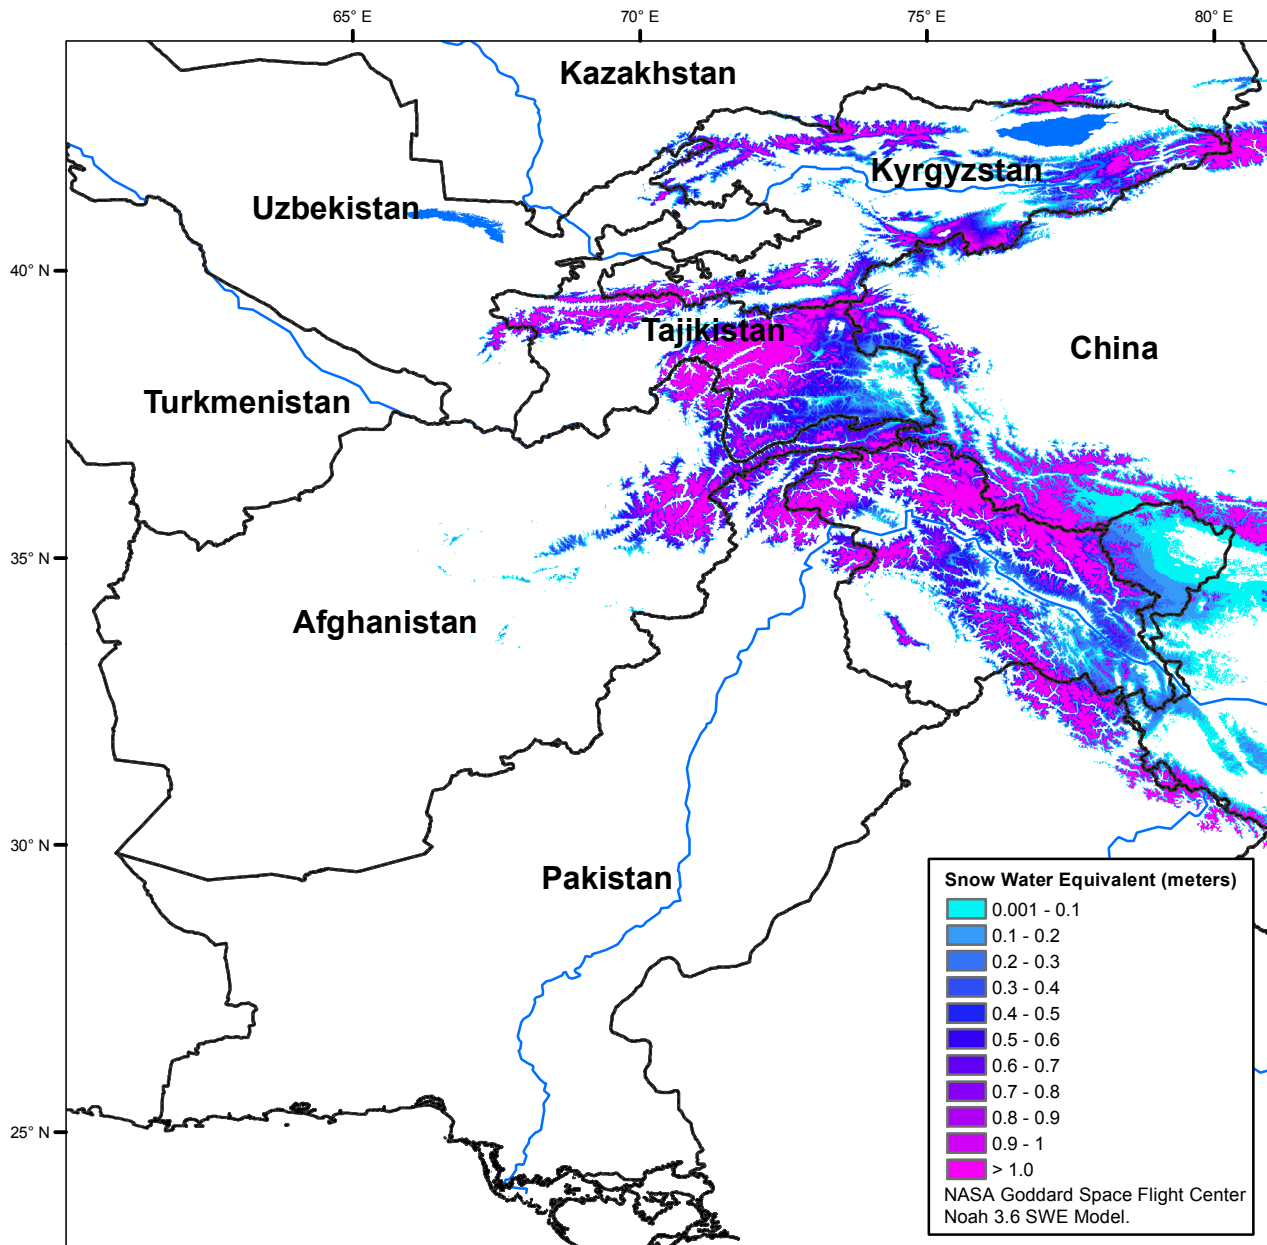 65° E
70° E
75° E
80° E
Kazakhstan
Kyrgyzstan
Uzbekistan
40° N
Tajikistan
China
Turkmenistan
35° N
Afghanistan
30° N
Pakistan
25° N
Snow Water Equivalent (meters)
0.001 - 0.1
0.1 - 0.2
0.2 - 0.3
0.3 - 0.4
0.4 - 0.5
0.5 - 0.6
0.6 - 0.7
0.7 - 0.8
0.8 - 0.9
0.9 - 1
> 1.0
NASA Goddard Space Flight Center
Noah 3.6 SWE Model.